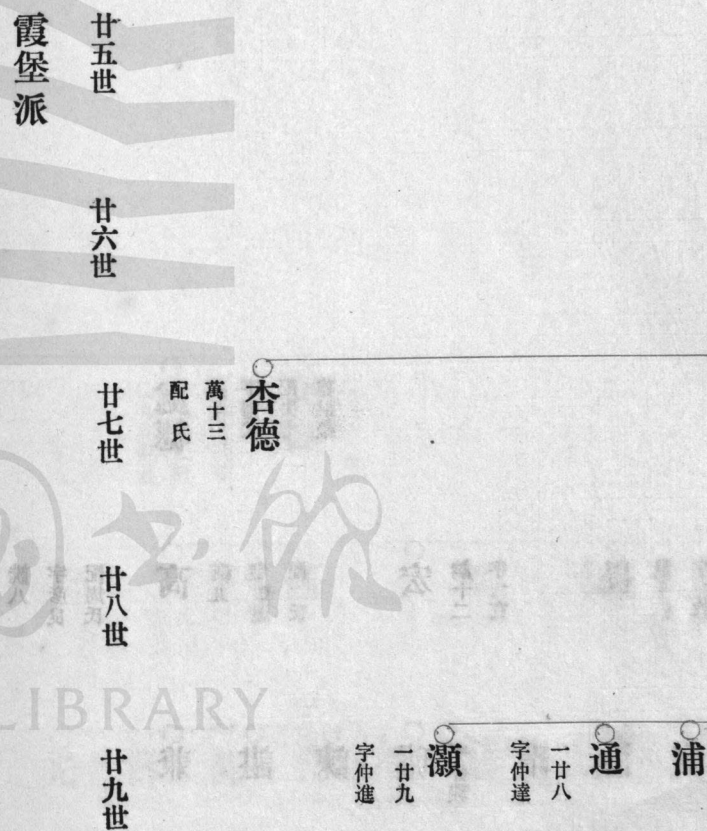 浦
通
一廿八
字仲達
灝
一廿九
字仲進
杏德
萬十三
配 氏
廿五世
廿六世
廿七世
廿八世
廿九世
霞堡派
LIBRARY